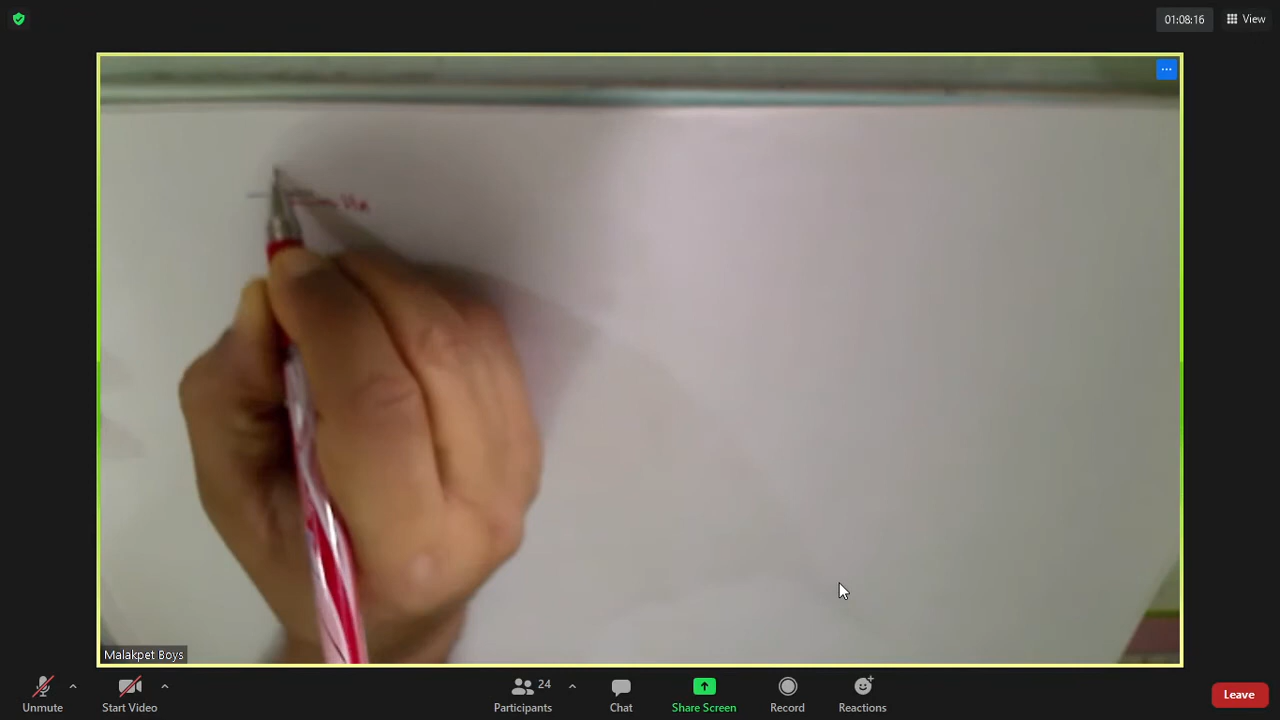 01:08:16 View
Malakpet Boys
Unmute Start Video Participants 24 Chat Share Screen Record Reactions Leave